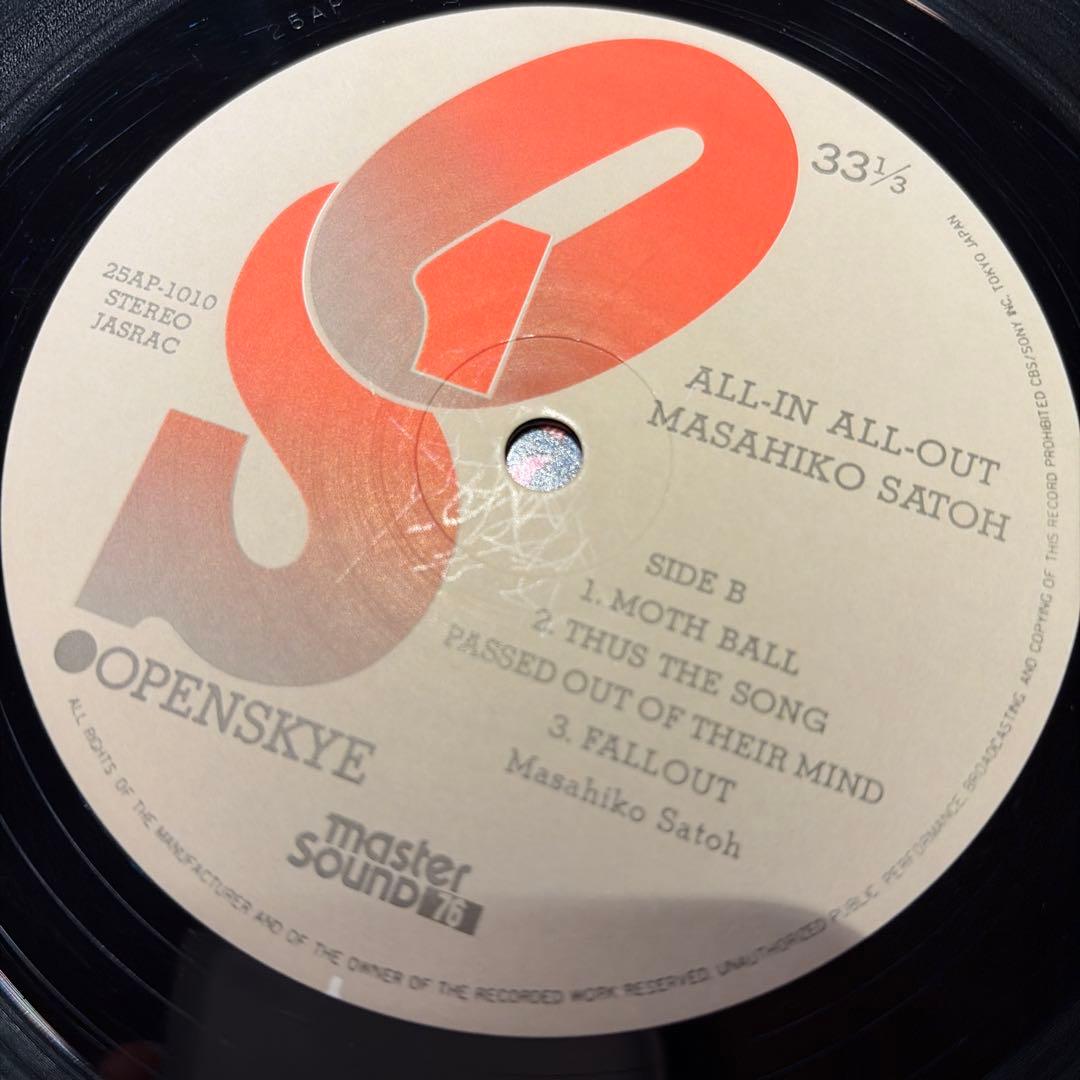 25AP
33⅓
25AP-1010
STEREO
JASRAC
ALL-IN ALL-OUT
MASAHIKO SATOH
SIDE B
1. MOTH BALL
2. THUS THE SONG
PASSED OUT OF THEIR MIND
3. FALLOUT
Masahiko Satoh
●OPENSKYE
master
SOUND 76
ALL RIGHTS OF THE MANUFACTURER AND OF THE OWNER OF THE RECORDED WORK RESERVED. UNAUTHORIZED PUBLIC PERFORMANCE, BROADCASTING AND COPYING OF THIS RECORD PROHIBITED CBS/SONY INC. TOKYO JAPAN